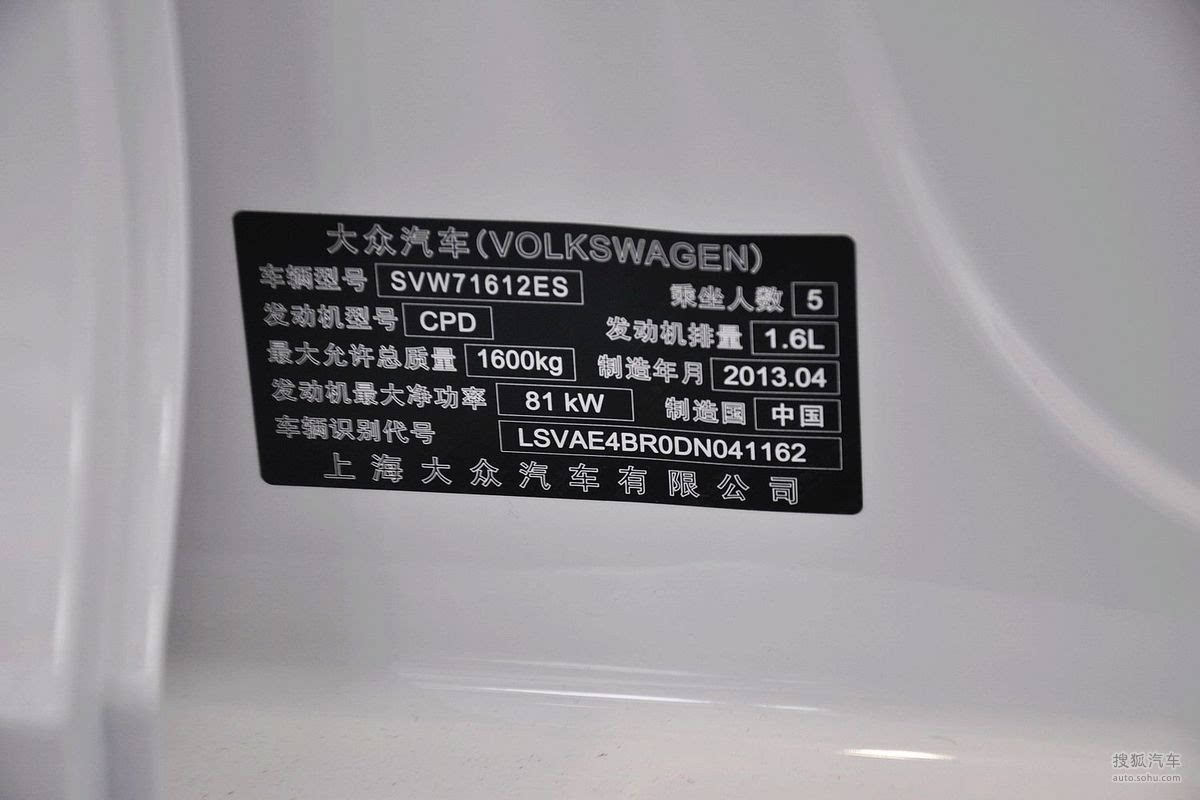 大众汽车(VOLKSWAGEN)
车辆型号 SVW71612ES 乘坐人数 5
发动机型号 CPD 发动机排量 1.6L
最大允许总质量 1600kg 制造年月 2013.04
发动机最大净功率 81 kW 制造国 中国
车辆识别代号 LSVAE4BR0DN041162
上海大众汽车有限公司
搜狐汽车
auto.sohu.com